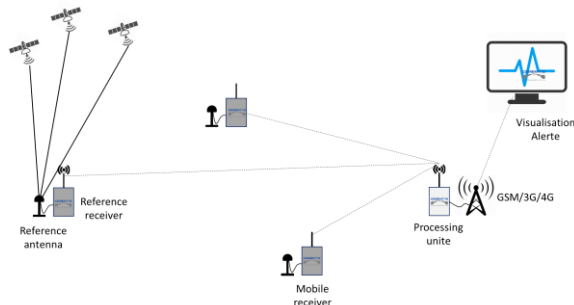 Visualisation
Alerte
Reference
receiver
GSM/3G/4G
Reference
antenna
Processing
unite
Mobile
receiver